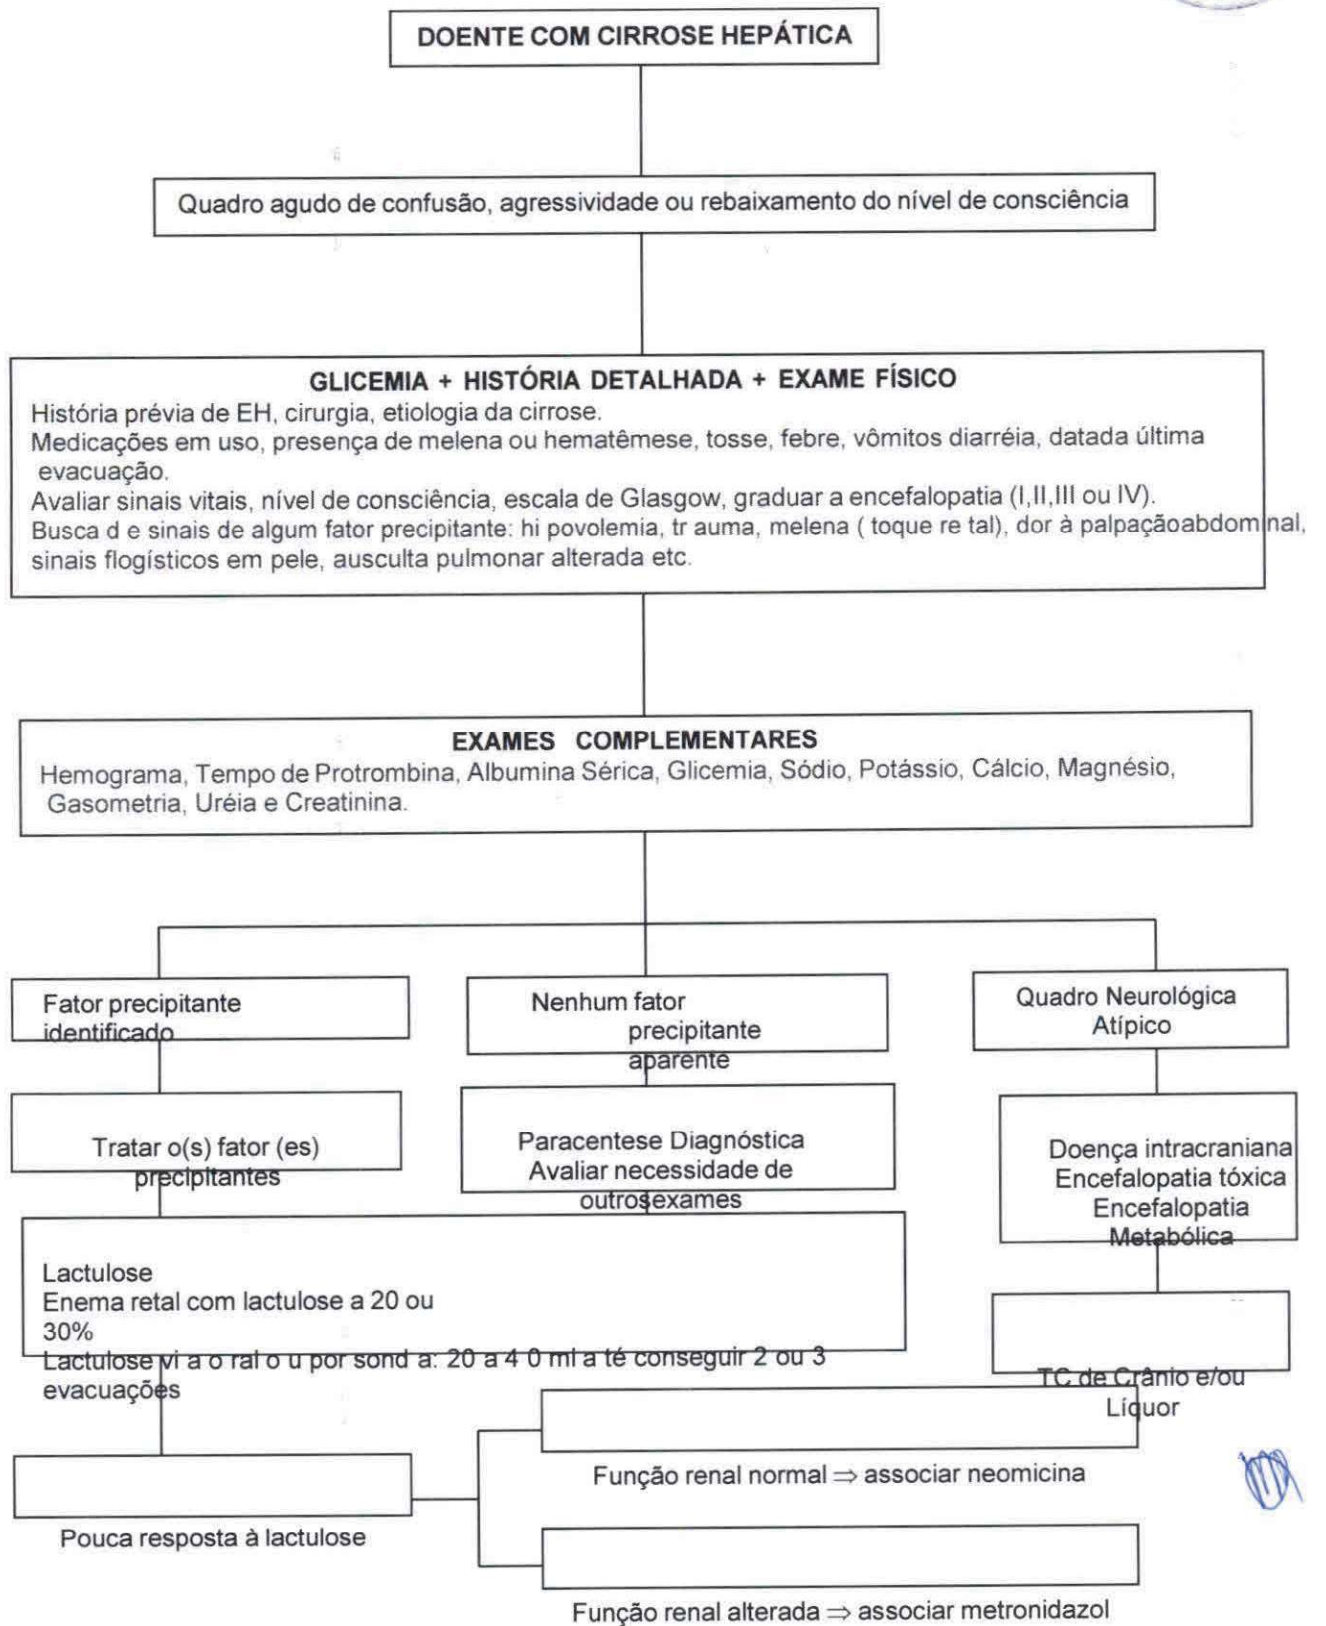 DOENTE COM CIRROSE HEPÁTICA
Quadro agudo de confusão, agressividade ou rebaixamento do nível de consciência
GLICEMIA + HISTÓRIA DETALHADA + EXAME FÍSICO
História prévia de EH, cirurgia, etiologia da cirrose.
Medicações em uso, presença de melena ou hematêmese, tosse, febre, vômitos diarréia, datada última
evacuação.
Avaliar sinais vitais, nível de consciência, escala de Glasgow, graduar a encefalopatia (I,II,III ou IV).
Busca d e sinais de algum fator precipitante: hi povolemia, tr auma, melena ( toque re tal), dor à palpaçãoabdominal,
sinais flogísticos em pele, ausculta pulmonar alterada etc.
EXAMES COMPLEMENTARES
Hemograma, Tempo de Protrombina, Albumina Sérica, Glicemia, Sódio, Potássio, Cálcio, Magnésio,
Gasometria, Uréia e Creatinina.
Fator precipitante
identificado
Nenhum fator
precipitante
aparente
Quadro Neurológica
Atípico
Tratar o(s) fator (es)
precipitantes
Paracentese Diagnóstica
Avaliar necessidade de
outrosexames
Doença intracraniana
Encefalopatia tóxica
Encefalopatia
Metabólica
Lactulose
Enema retal com lactulose a 20 ou
30%
Lactulose vi a o ral o u por sond a: 20 a 4 0 ml a té conseguir 2 ou 3
evacuações
TC de Crânio e/ou
Líquor
Função renal normal ⇒ associar neomicina
Pouca resposta à lactulose
Função renal alterada ⇒ associar metronidazol